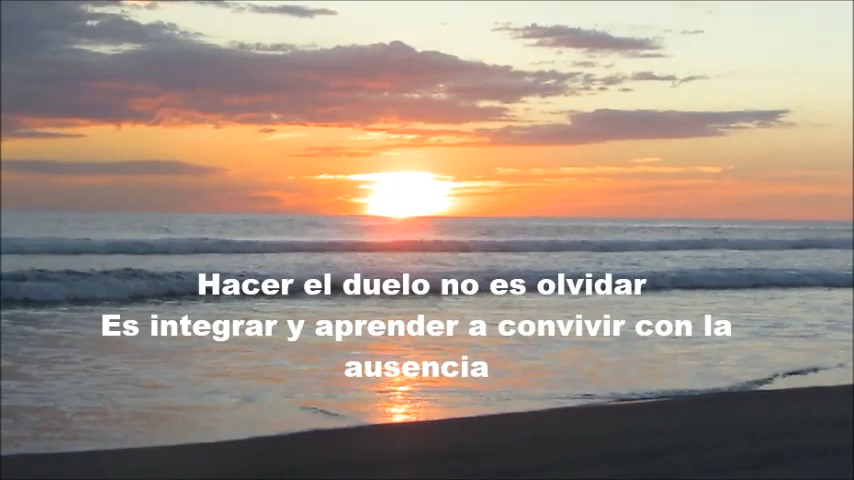 Hacer el duelo no es olvidar
Es integrar y aprender a convivir con la
ausencia